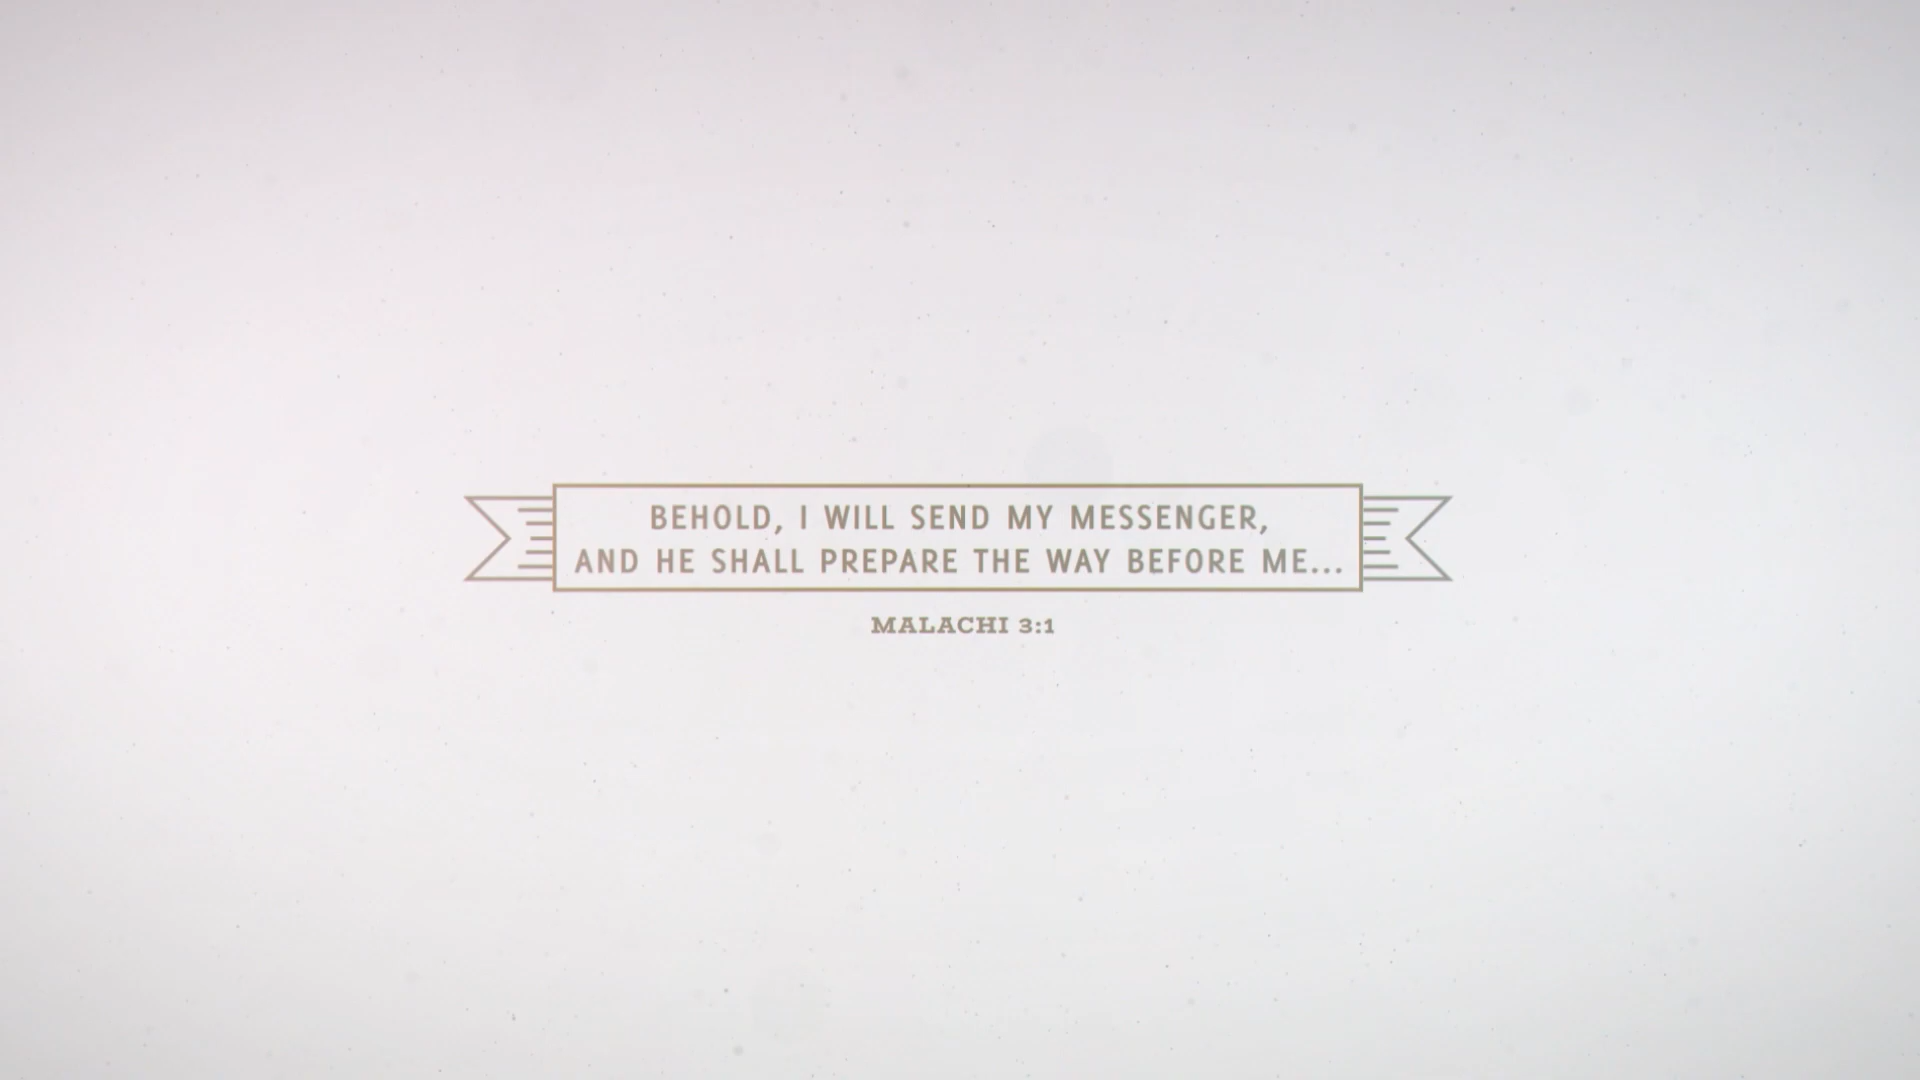 BEHOLD, I WILL SEND MY MESSENGER,
AND HE SHALL PREPARE THE WAY BEFORE ME...
MALACHI 3:1